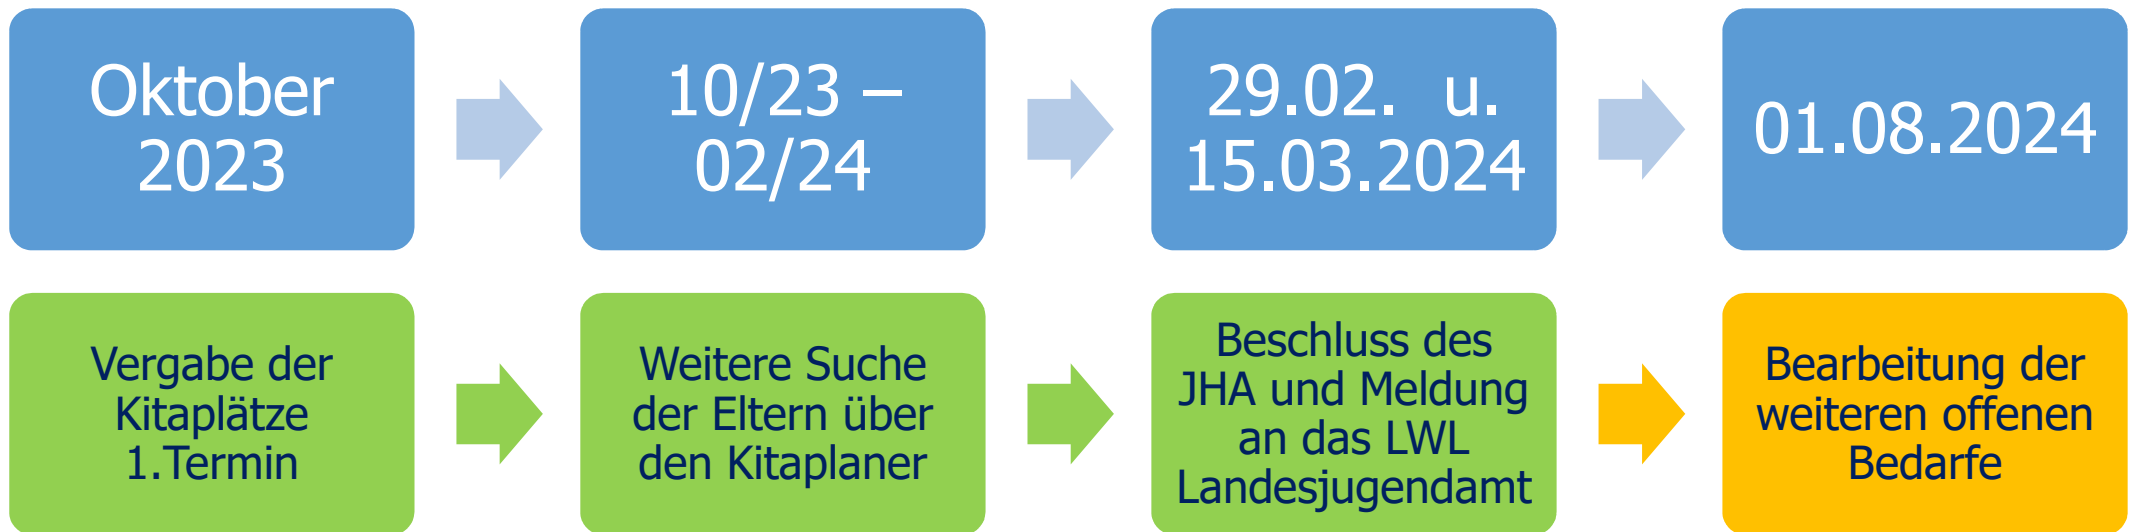 Oktober
2023
10/23 –
02/24
29.02. u.
15.03.2024
01.08.2024
Vergabe der
Kitaplätze
1.Termin
Weitere Suche
der Eltern über
den Kitaplaner
Beschluss des
JHA und Meldung
an das LWL
Landesjugendamt
Bearbeitung der
weiteren offenen
Bedarfe